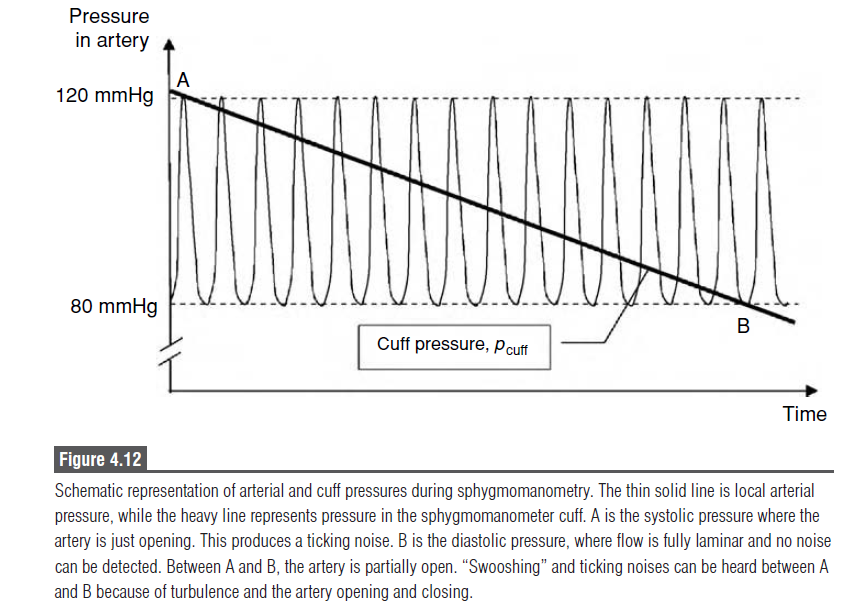 Pressure
in artery
A
120 mmHg
80 mmHg
B
Cuff pressure, pcuff
Time
Figure 4.12
Schematic representation of arterial and cuff pressures during sphygmomanometry. The thin solid line is local arterial
pressure, while the heavy line represents pressure in the sphygmomanometer cuff. A is the systolic pressure where the
artery is just opening. This produces a ticking noise. B is the diastolic pressure, where flow is fully laminar and no noise
can be detected. Between A and B, the artery is partially open. “Swooshing” and ticking noises can be heard between A
and B because of turbulence and the artery opening and closing.